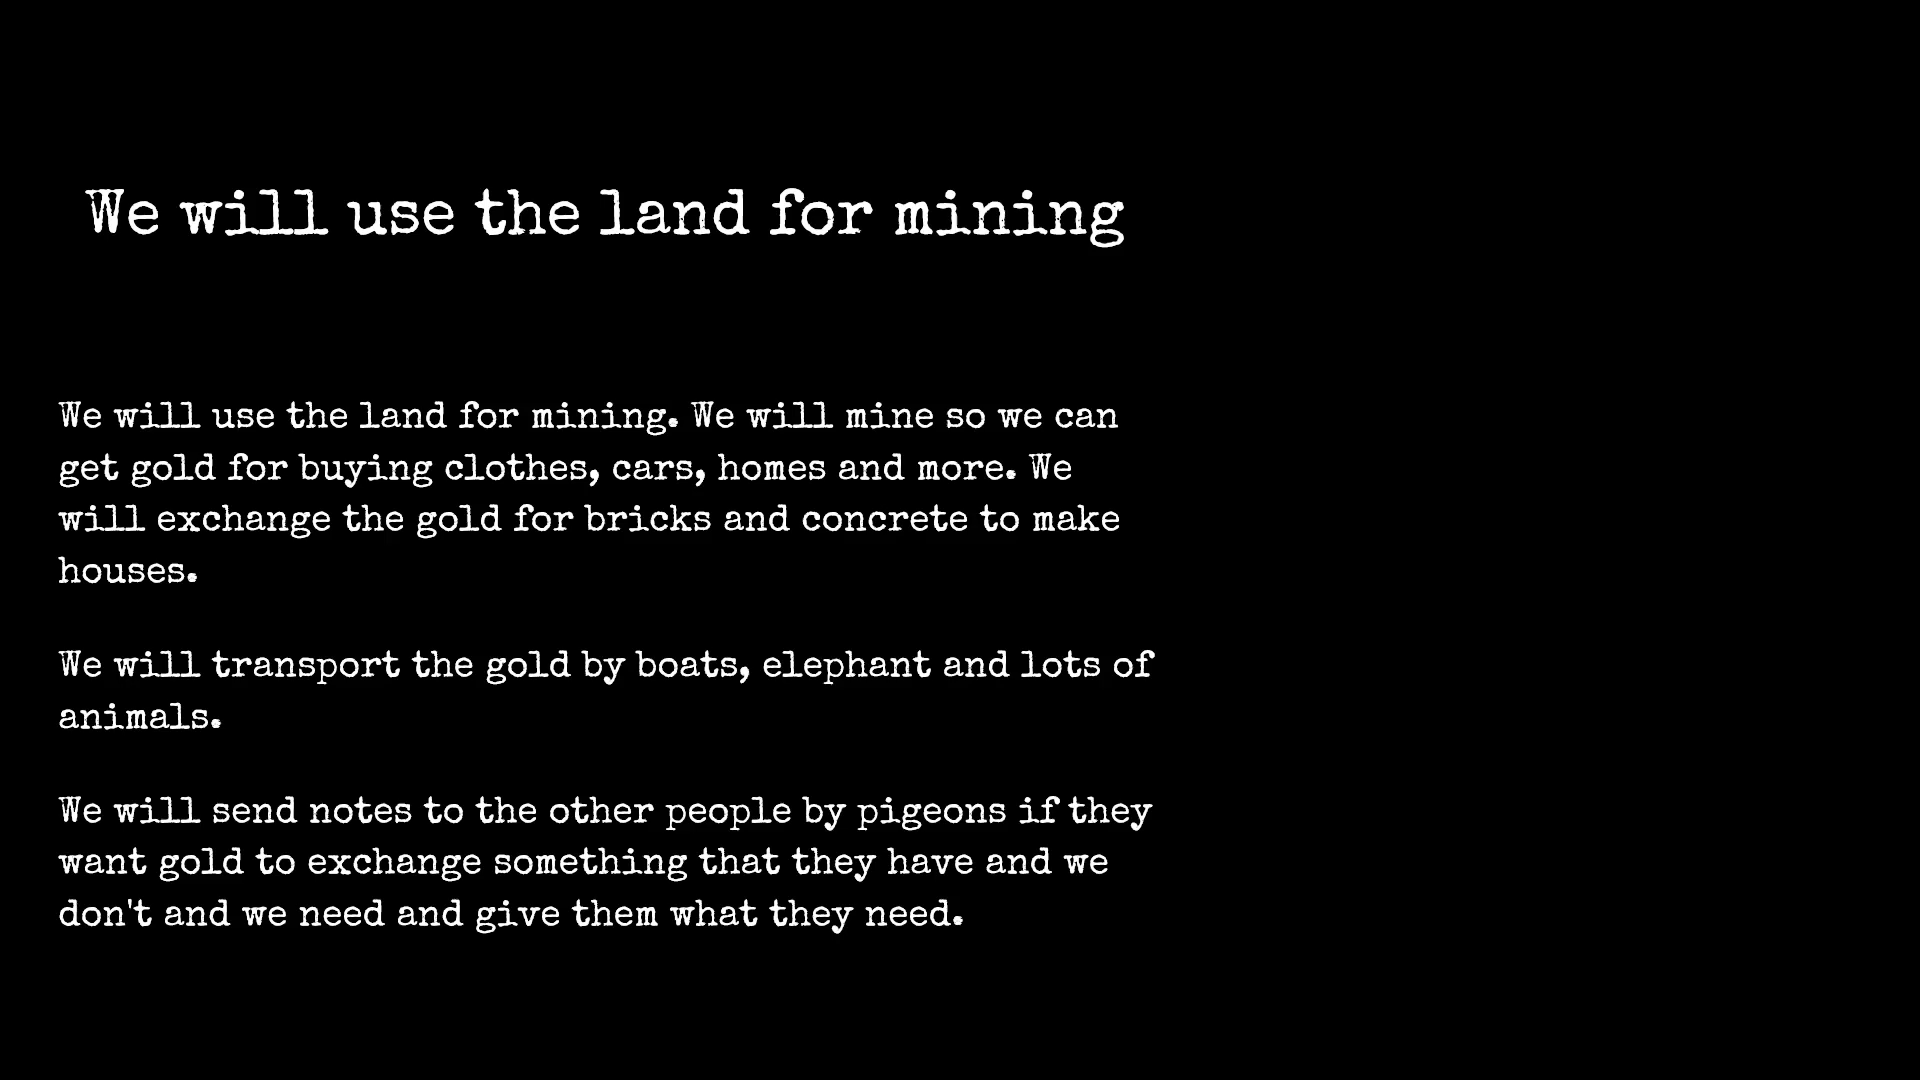 We will use the land for mining
We will use the land for mining. We will mine so we can
get gold for buying clothes, cars, homes and more. We
will exchange the gold for bricks and concrete to make
houses.
We will transport the gold by boats, elephant and lots of
animals.
We will send notes to the other people by pigeons if they
want gold to exchange something that they have and we
don't and we need and give them what they need.